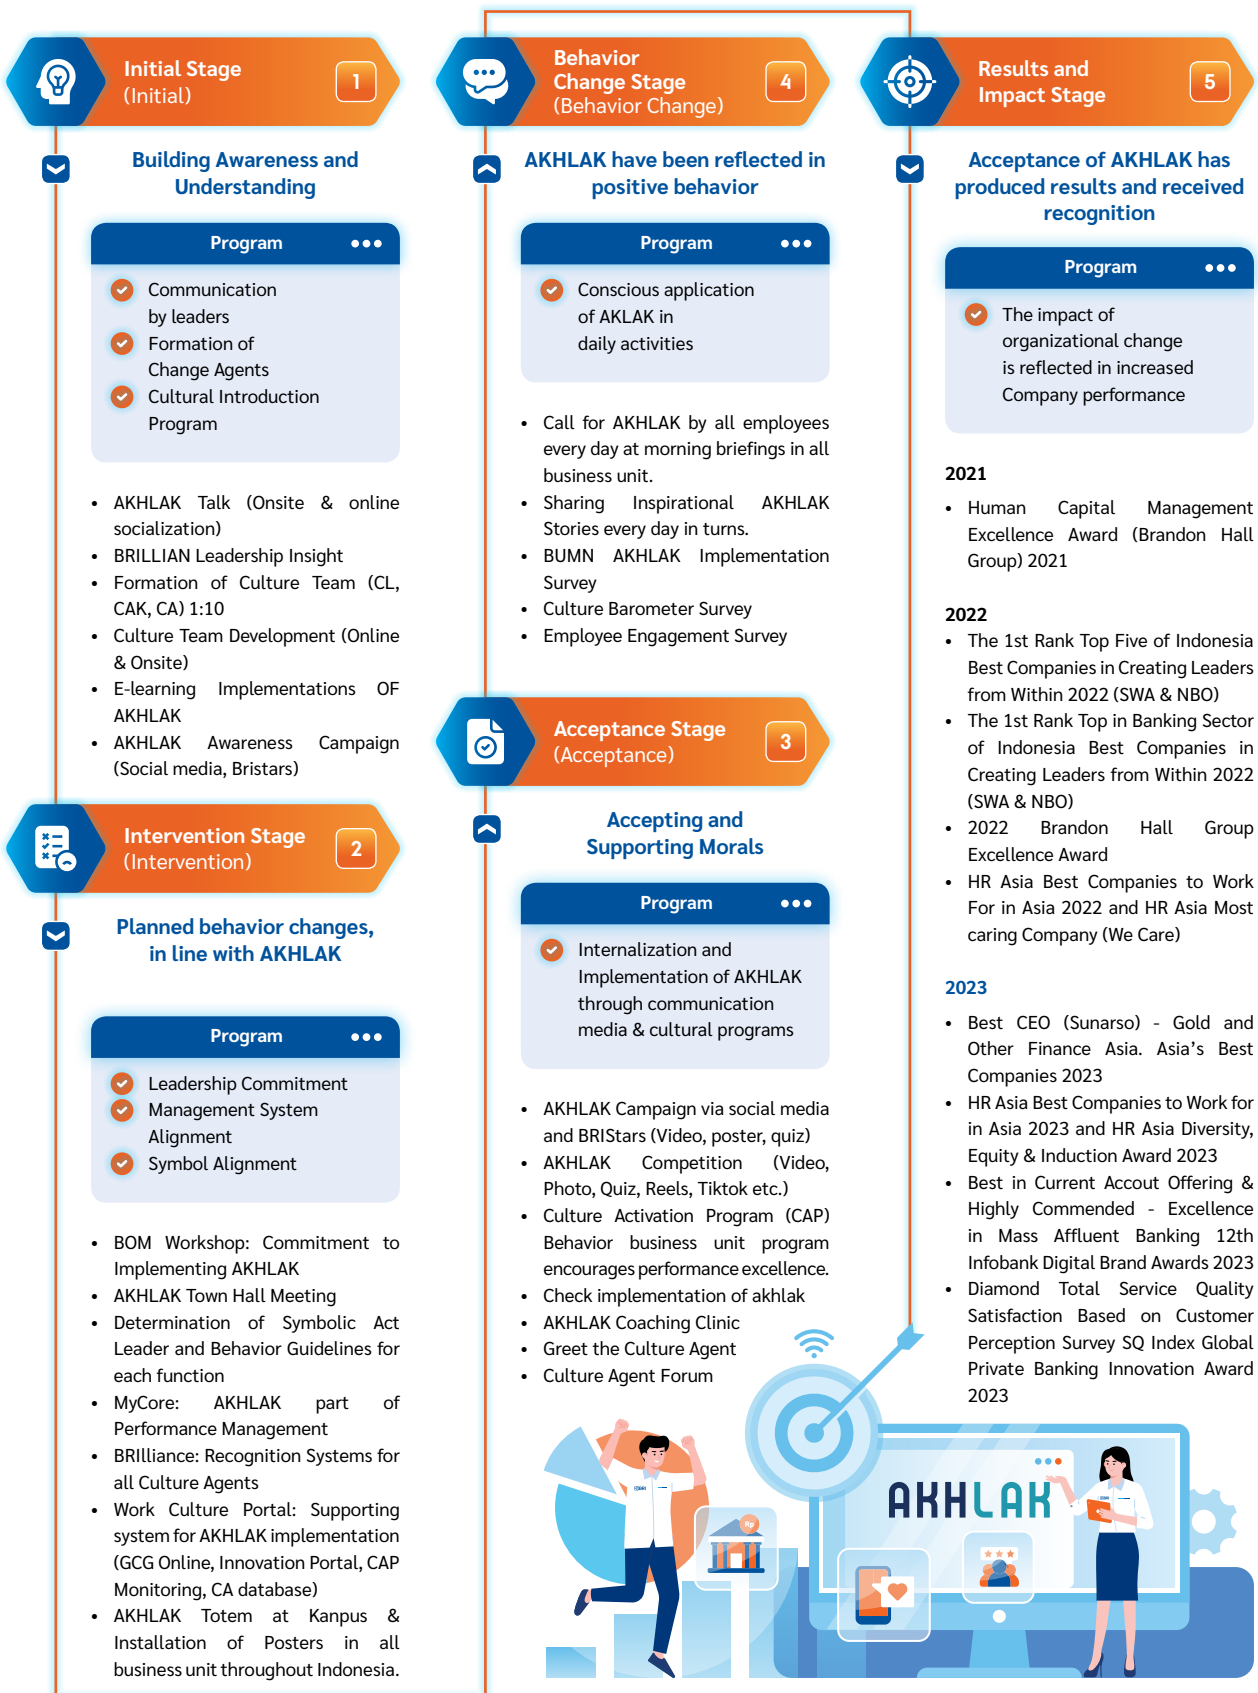 Initial Stage
(Initial)
1
Building Awareness and
Understanding
Program
Communication
by leaders
Formation of
Change Agents
Cultural Introduction
Program
• AKHLAK Talk (Onsite & online
socialization)
• BRILLIAN Leadership Insight
• Formation of Culture Team (CL,
CAK, CA) 1:10
• Culture Team Development (Online
& Onsite)
• E-learning Implementations OF
AKHLAK
• AKHLAK Awareness Campaign
(Social media, Bristars)
Intervention Stage
(Intervention)
2
Planned behavior changes,
in line with AKHLAK
Program
Leadership Commitment
Management System
Alignment
Symbol Alignment
• BOM Workshop: Commitment to
Implementing AKHLAK
• AKHLAK Town Hall Meeting
• Determination of Symbolic Act
Leader and Behavior Guidelines for
each function
• MyCore: AKHLAK part of
Performance Management
• BRIlliance: Recognition Systems for
all Culture Agents
• Work Culture Portal: Supporting
system for AKHLAK implementation
(GCG Online, Innovation Portal, CAP
Monitoring, CA database)
• AKHLAK Totem at Kanpus &
Installation of Posters in all
business unit throughout Indonesia.
Behavior
Change Stage
(Behavior Change)
4
AKHLAK have been reflected in
positive behavior
Program
Conscious application
of AKLAK in
daily activities
• Call for AKHLAK by all employees
every day at morning briefings in all
business unit.
• Sharing Inspirational AKHLAK
Stories every day in turns.
• BUMN AKHLAK Implementation
Survey
• Culture Barometer Survey
• Employee Engagement Survey
Acceptance Stage
(Acceptance)
3
Accepting and
Supporting Morals
Program
Internalization and
Implementation of AKHLAK
through communication
media & cultural programs
• AKHLAK Campaign via social media
and BRIStars (Video, poster, quiz)
• AKHLAK Competition (Video,
Photo, Quiz, Reels, Tiktok etc.)
• Culture Activation Program (CAP)
Behavior business unit program
encourages performance excellence.
• Check implementation of akhlak
• AKHLAK Coaching Clinic
• Greet the Culture Agent
• Culture Agent Forum
Results and
Impact Stage
5
Acceptance of AKHLAK has
produced results and received
recognition
Program
The impact of
organizational change
is reflected in increased
Company performance
2021
• Human Capital Management
Excellence Award (Brandon Hall
Group) 2021
2022
• The 1st Rank Top Five of Indonesia
Best Companies in Creating Leaders
from Within 2022 (SWA & NBO)
• The 1st Rank Top in Banking Sector
of Indonesia Best Companies in
Creating Leaders from Within 2022
(SWA & NBO)
• 2022 Brandon Hall Group
Excellence Award
• HR Asia Best Companies to Work
For in Asia 2022 and HR Asia Most
caring Company (We Care)
2023
• Best CEO (Sunarso) - Gold and
Other Finance Asia. Asia's Best
Companies 2023
• HR Asia Best Companies to Work for
in Asia 2023 and HR Asia Diversity,
Equity & Induction Award 2023
• Best in Current Accout Offering &
Highly Commended - Excellence
in Mass Affluent Banking 12th
Infobank Digital Brand Awards 2023
• Diamond Total Service Quality
Satisfaction Based on Customer
Perception Survey SQ Index Global
Private Banking Innovation Award
2023
BRI
Rp
AKHLAK